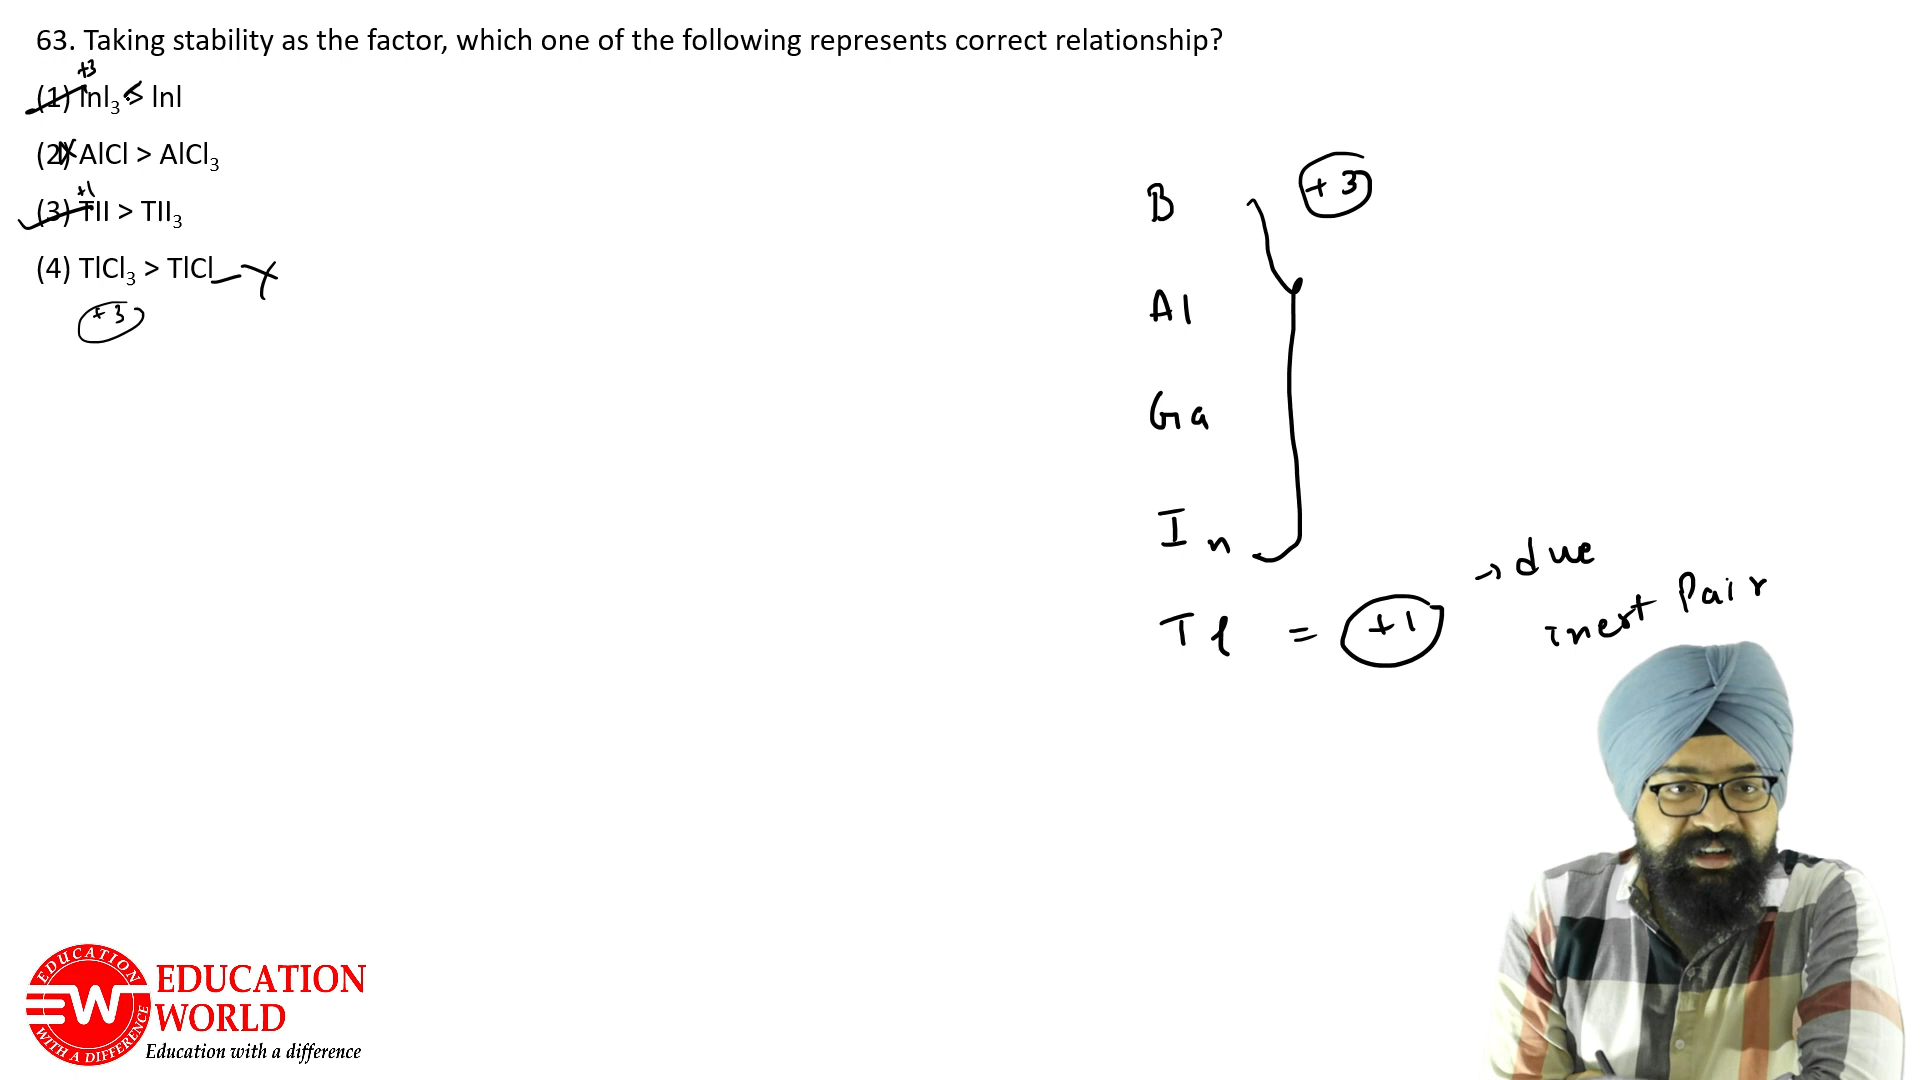 63. Taking stability as the factor, which one of the following represents correct relationship?
+3
(1) InI₃ < InI
(2) AlCl > AlCl₃
+1
(3) TlI > TlI₃
(4) TlCl₃ > TlCl
+3
B +3
Al
Ga
In
Tl = +1 → due
inert Pair
EDUCATION
WITH A DIFFERENCE
EW
EDUCATION
WORLD
Education with a difference